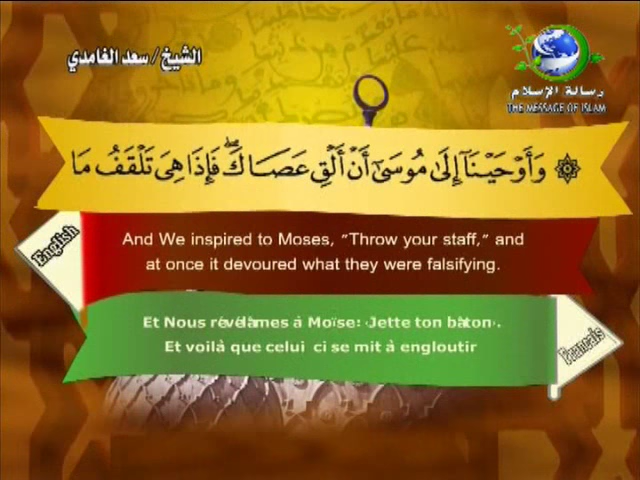 الشيخ / سعد الغامدي
رسالة الإسلام
THE MESSAGE OF ISLAM
۞ وَأَوْحَيْنَآ إِلَىٰ مُوسَىٰٓ أَنْ أَلْقِ عَصَاكَ ۖ فَإِذَا هِىَ تَلْقَفُ مَا
English
And We inspired to Moses, "Throw your staff," and
at once it devoured what they were falsifying.
Et Nous révélâmes à Moïse: ‹Jette ton bâton›.
Et voilà que celui ci se mit à engloutir
Francais